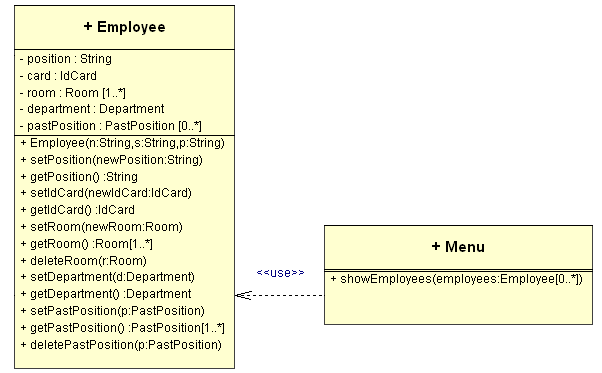 + Employee
- position : String
- card : IdCard
- room : Room [1..*]
- department : Department
- pastPosition : PastPosition [0..*]
+ Employee(n:String,s:String,p:String)
+ setPosition(newPosition:String)
+ getPosition() :String
+ setIdCard(newIdCard:IdCard)
+ getIdCard() :IdCard
+ setRoom(newRoom:Room)
+ getRoom() :Room[1..*]
+ deleteRoom(r:Room)
+ setDepartment(d:Department)
+ getDepartment() :Department
+ setPastPosition(p:PastPosition)
+ getPastPosition() :PastPosition[1..*]
+ deletePastPosition(p:PastPosition)
<<use>>
+ Menu
+ showEmployees(employees:Employee[0..*])